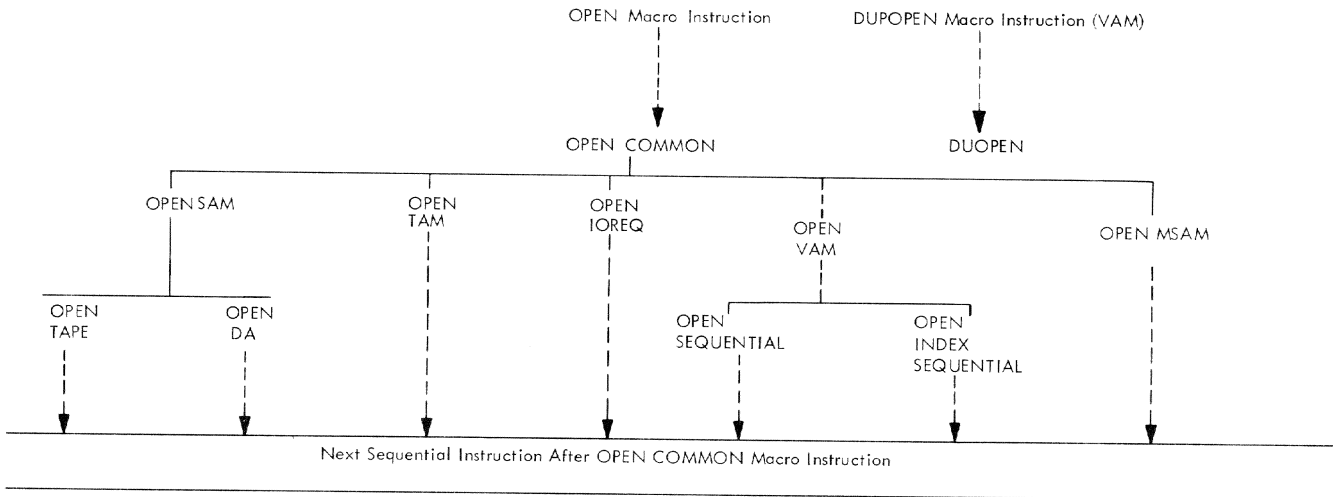 OPEN Macro Instruction
DUPOPEN Macro Instruction (VAM)
OPEN COMMON
DUOPEN
OPEN SAM
OPEN
TAM
OPEN
IOREQ
OPEN
VAM
OPEN MSAM
OPEN
TAPE
OPEN
DA
OPEN
SEQUENTIAL
OPEN
INDEX
SEQUENTIAL
Next Sequential Instruction After OPEN COMMON Macro Instruction